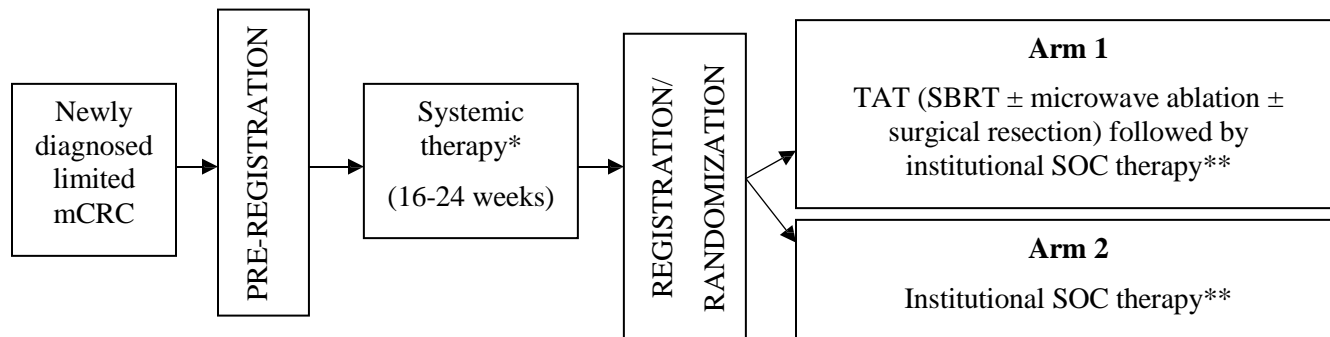 Newly
diagnosed
limited
mCRC
PRE-REGISTRATION
Systemic
therapy*
(16-24 weeks)
REGISTRATION/
RANDOMIZATION
Arm 1
TAT (SBRT ± microwave ablation ±
surgical resection) followed by
institutional SOC therapy**
Arm 2
Institutional SOC therapy**